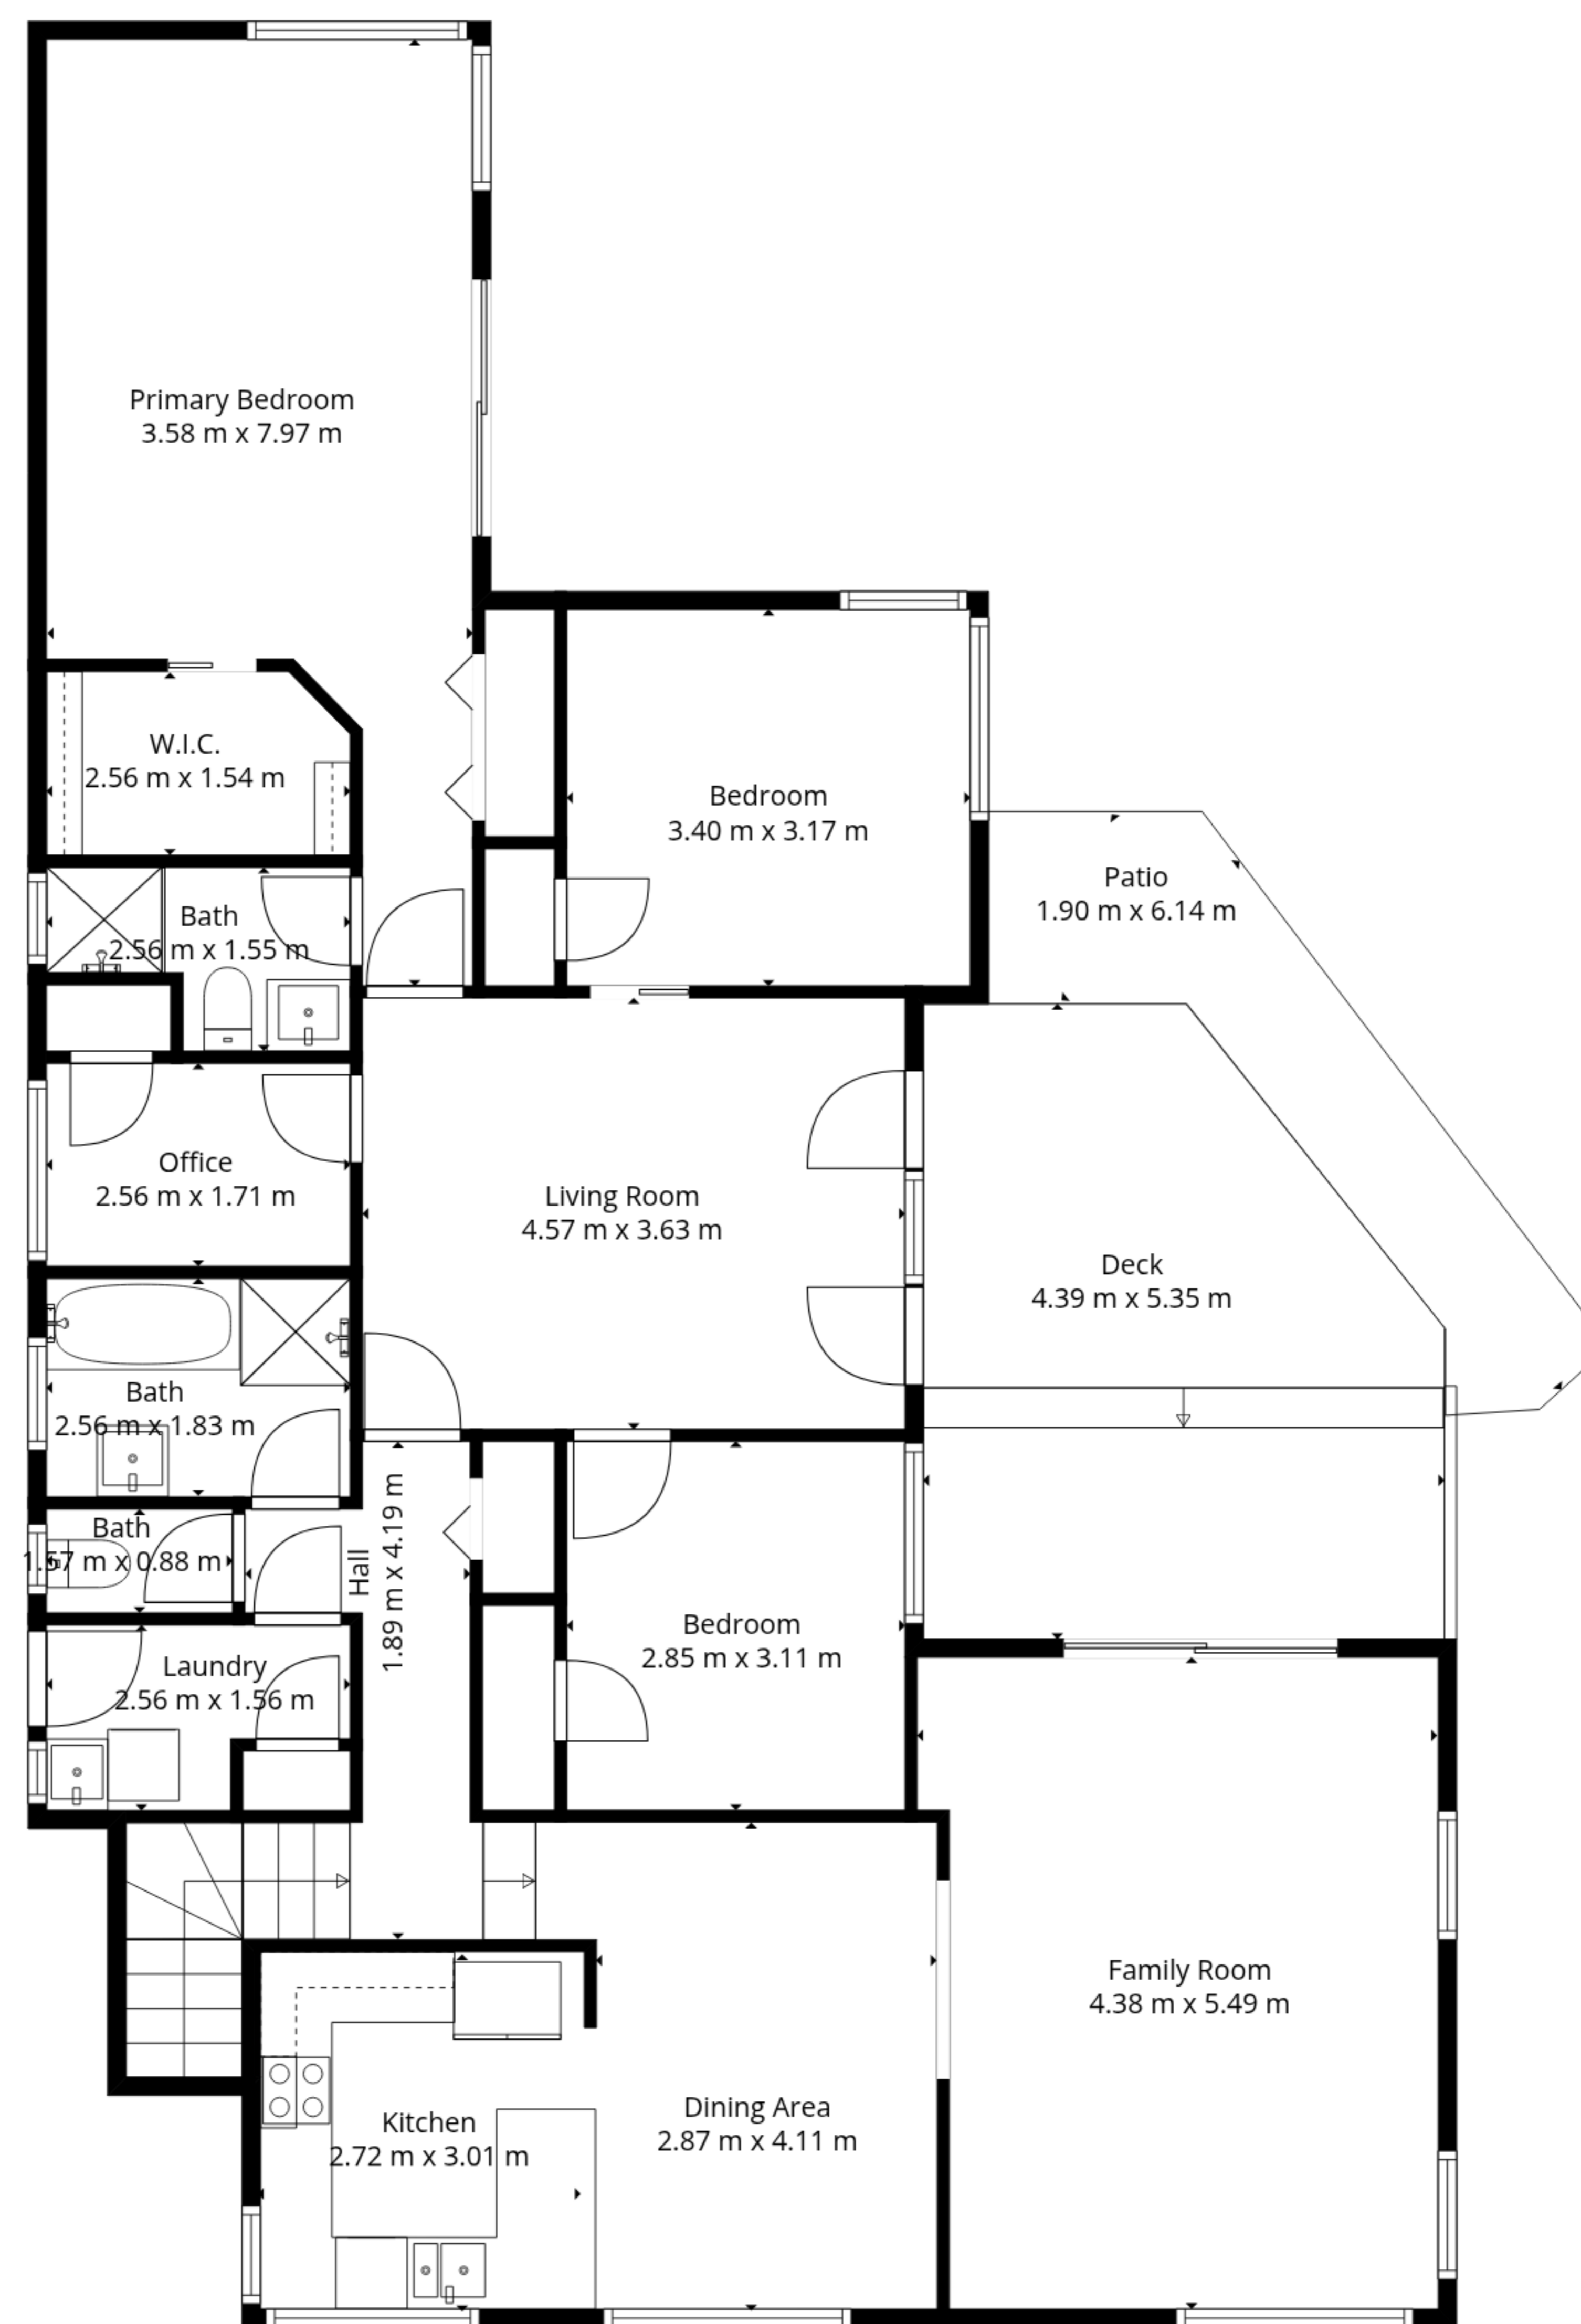 Primary Bedroom
3.58 m x 7.97 m
W.I.C.
2.56 m x 1.54 m
Bedroom
3.40 m x 3.17 m
Patio
1.90 m x 6.14 m
Bath
2.56 m x 1.55 m
Office
2.56 m x 1.71 m
Living Room
4.57 m x 3.63 m
Deck
4.39 m x 5.35 m
Bath
2.56 m x 1.83 m
Bath
1.57 m x 0.88 m
Hall
1.89 m x 4.19 m
Bedroom
2.85 m x 3.11 m
Laundry
2.56 m x 1.56 m
Family Room
4.38 m x 5.49 m
Kitchen
2.72 m x 3.01 m
Dining Area
2.87 m x 4.11 m